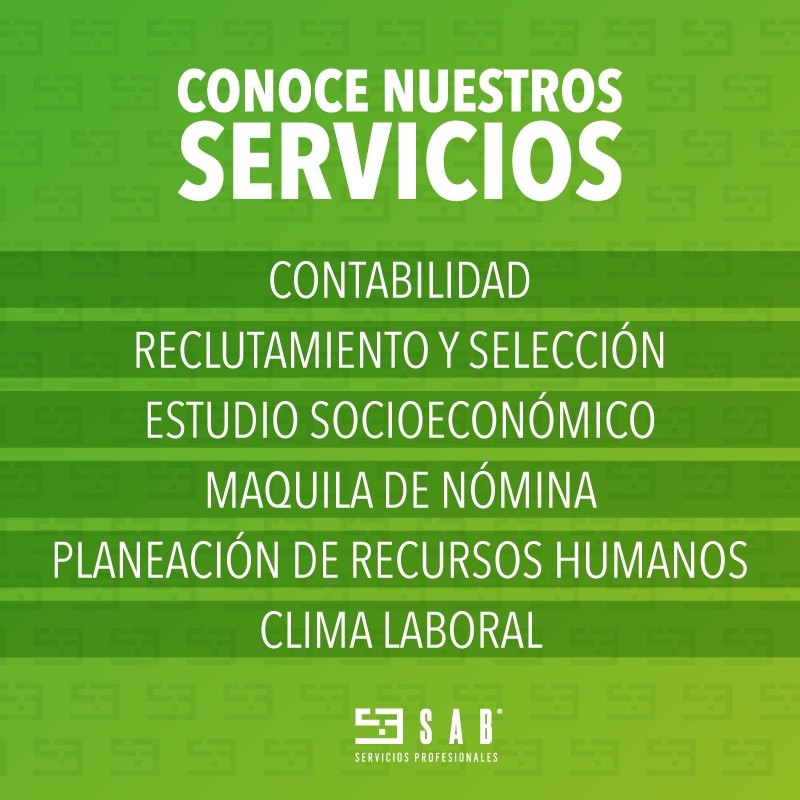 CONOCE NUESTROS
SERVICIOS
CONTABILIDAD
RECLUTAMIENTO Y SELECCIÓN
ESTUDIO SOCIOECONÓMICO
MAQUILA DE NÓMINA
PLANEACIÓN DE RECURSOS HUMANOS
CLIMA LABORAL
SAB®
SERVICIOS PROFESIONALES